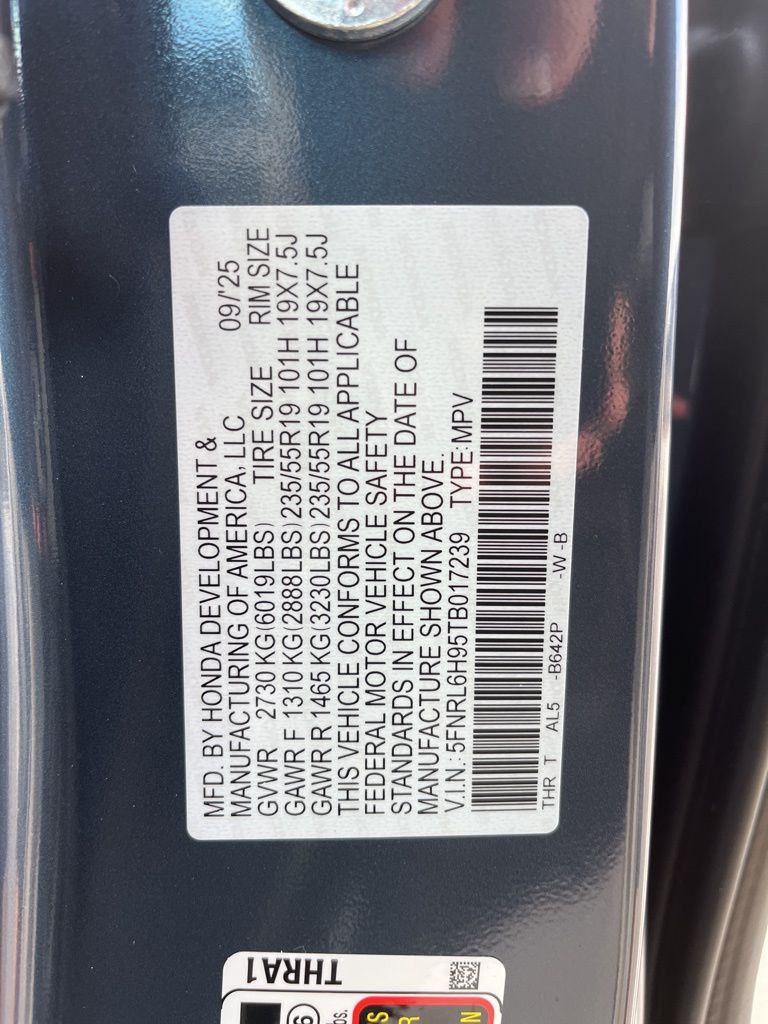 MFD. BY HONDA DEVELOPMENT &
MANUFACTURING OF AMERICA, LLC 09/'25
GVWR 2730 KG(6019LBS) TIRE SIZE RIM SIZE
GAWR F 1310 KG(2888LBS)235/55R19 101H 19X7.5J
GAWR R 1465 KG(3230LBS)235/55R19 101H 19X7.5J
THIS VEHICLE CONFORMS TO ALL APPLICABLE
FEDERAL MOTOR VEHICLE SAFETY
STANDARDS IN EFFECT ON THE DATE OF
MANUFACTURE SHOWN ABOVE.
V.I.N.:5FNRL6H95TB017239 TYPE:MPV
THR T AL5 -B642P -W -B
THRA1